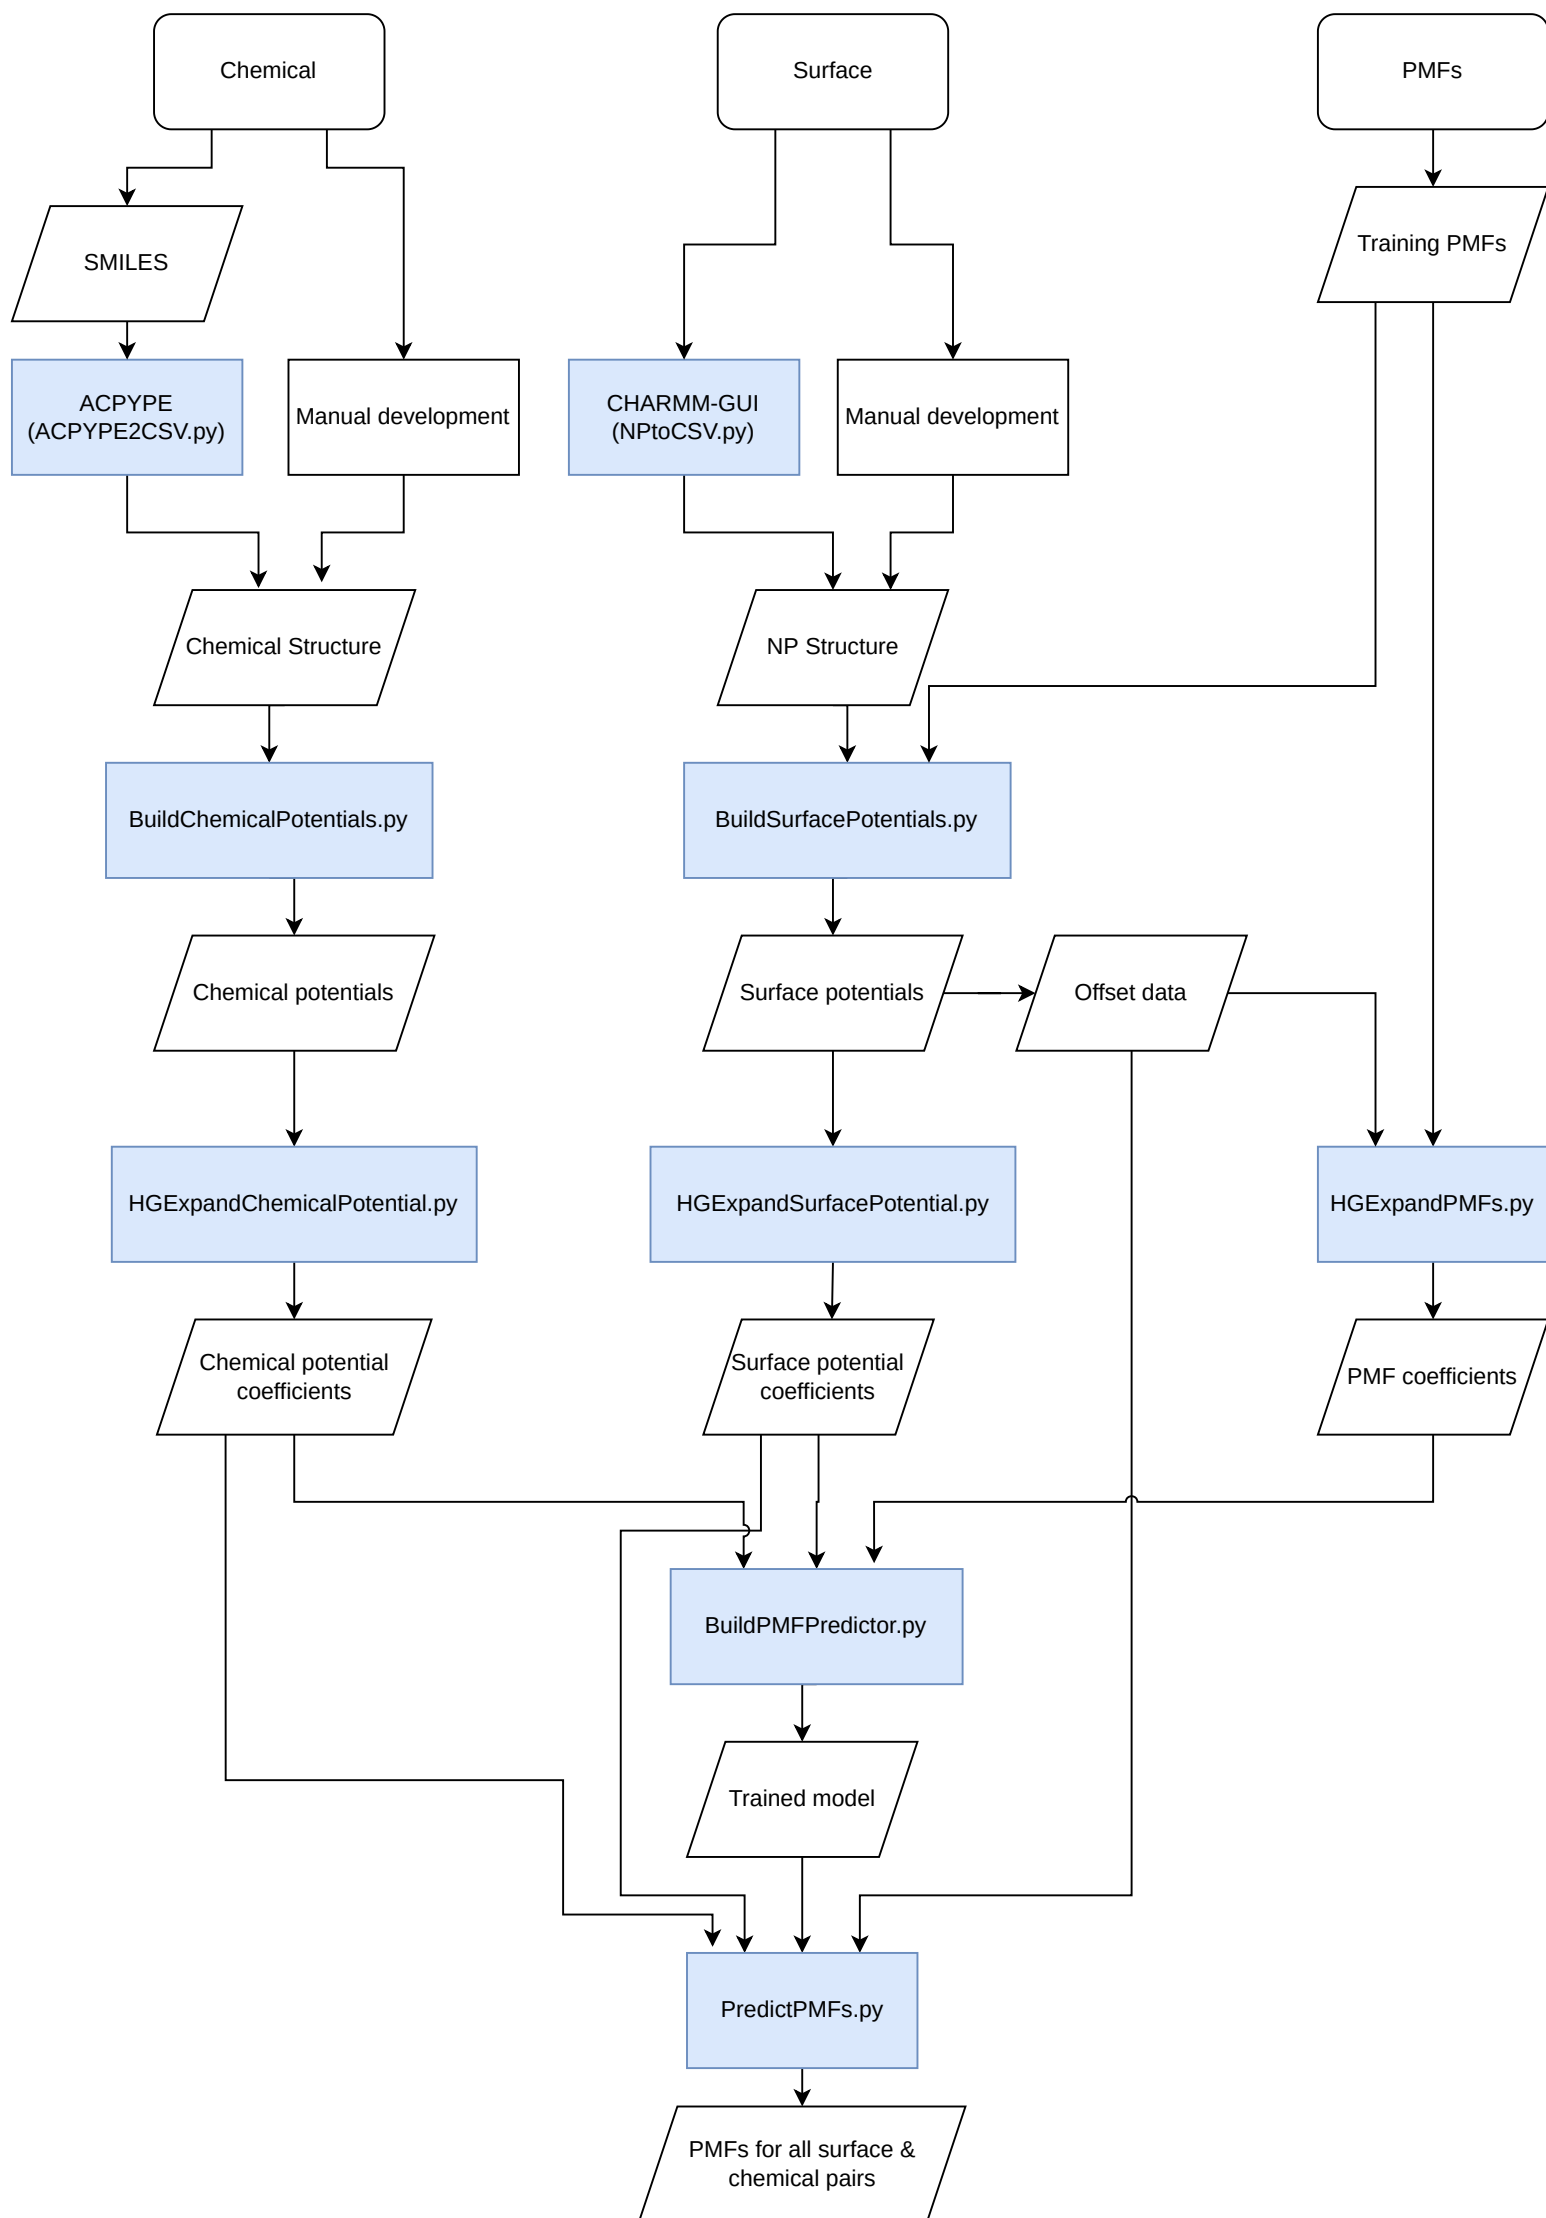 Chemical
Surface
PMFs
SMILES
Training PMFs
ACPYPE
(ACPYPE2CSV.py)
Manual development
CHARMM-GUI
(NPtoCSV.py)
Manual development
Chemical Structure
NP Structure
BuildChemicalPotentials.py
BuildSurfacePotentials.py
Chemical potentials
Surface potentials
Offset data
HGExpandChemicalPotential.py
HGExpandSurfacePotential.py
HGExpandPMFs.py
Chemical potential
coefficients
Surface potential
coefficients
PMF coefficients
BuildPMFPredictor.py
Trained model
PredictPMFs.py
PMFs for all surface &
chemical pairs